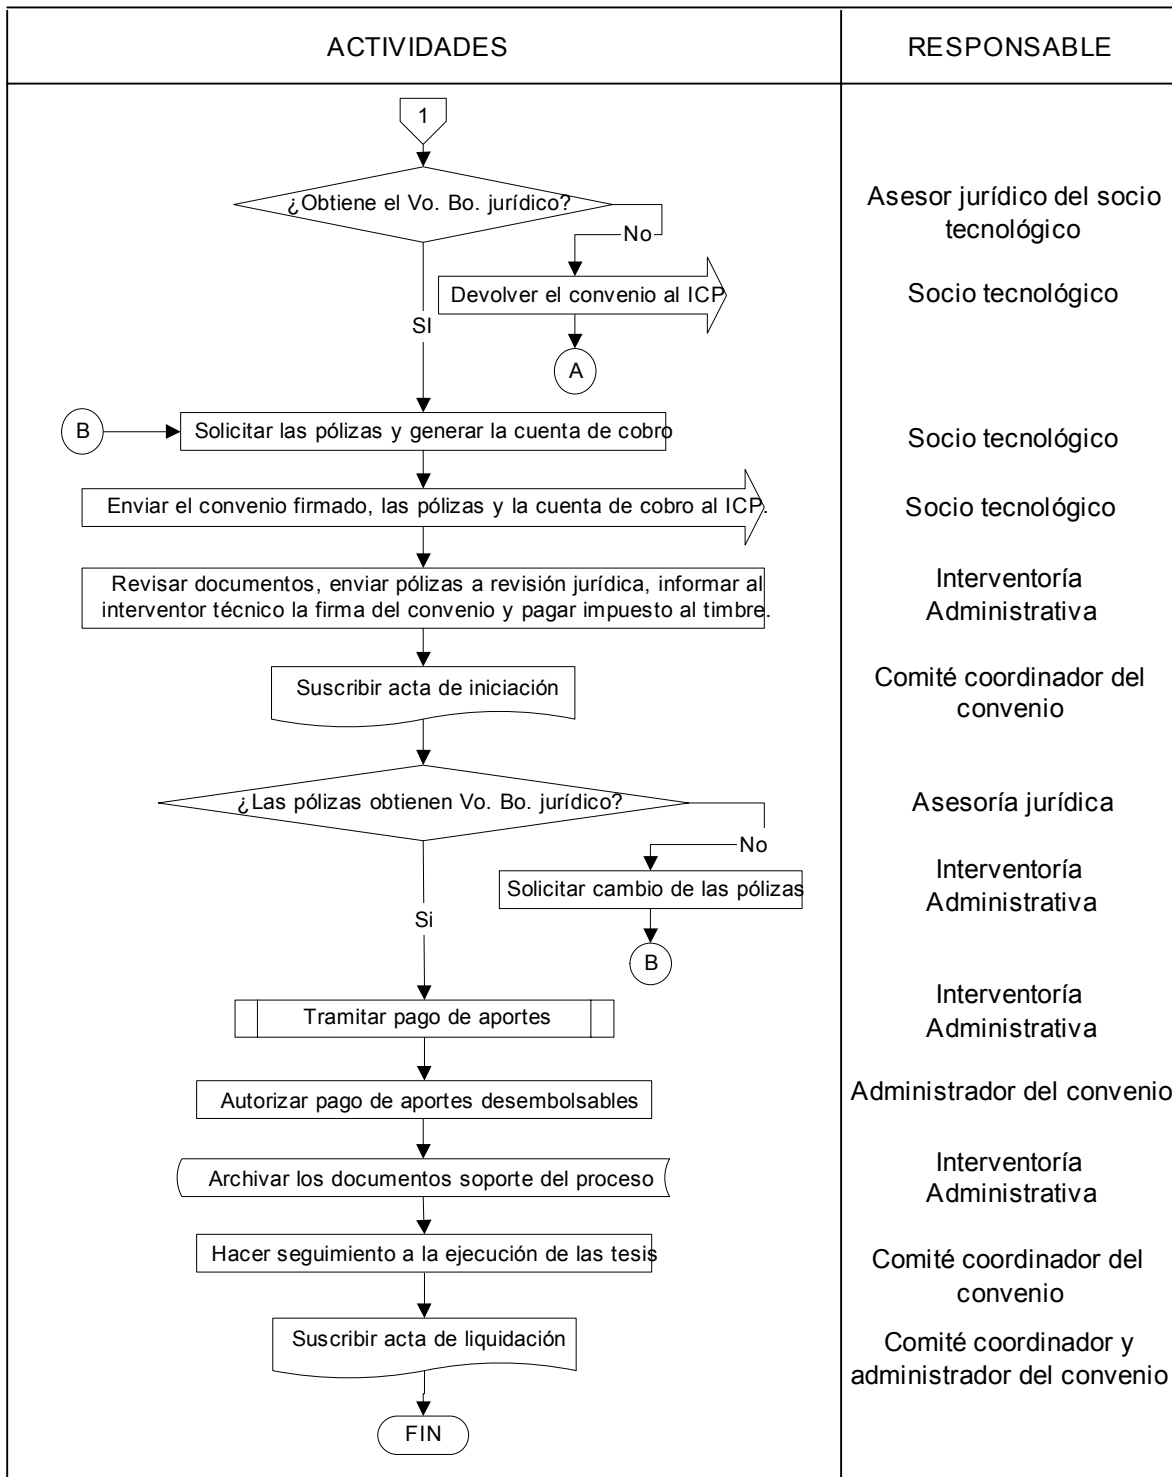 ACTIVIDADES
RESPONSABLE
1
¿Obtiene el Vo. Bo. jurídico?
Asesor jurídico del socio
tecnológico
No
Devolver el convenio al ICP
Socio tecnológico
SI
A
B
Solicitar las pólizas y generar la cuenta de cobro
Socio tecnológico
Enviar el convenio firmado, las pólizas y la cuenta de cobro al ICP.
Socio tecnológico
Revisar documentos, enviar pólizas a revisión jurídica, informar al
interventor técnico la firma del convenio y pagar impuesto al timbre.
Interventoría
Administrativa
Suscribir acta de iniciación
Comité coordinador del
convenio
¿Las pólizas obtienen Vo. Bo. jurídico?
Asesoría jurídica
No
Solicitar cambio de las pólizas
Interventoría
Administrativa
Si
B
Tramitar pago de aportes
Interventoría
Administrativa
Autorizar pago de aportes desembolsables
Administrador del convenio
Archivar los documentos soporte del proceso
Interventoría
Administrativa
Hacer seguimiento a la ejecución de las tesis
Comité coordinador del
convenio
Suscribir acta de liquidación
Comité coordinador y
administrador del convenio
FIN